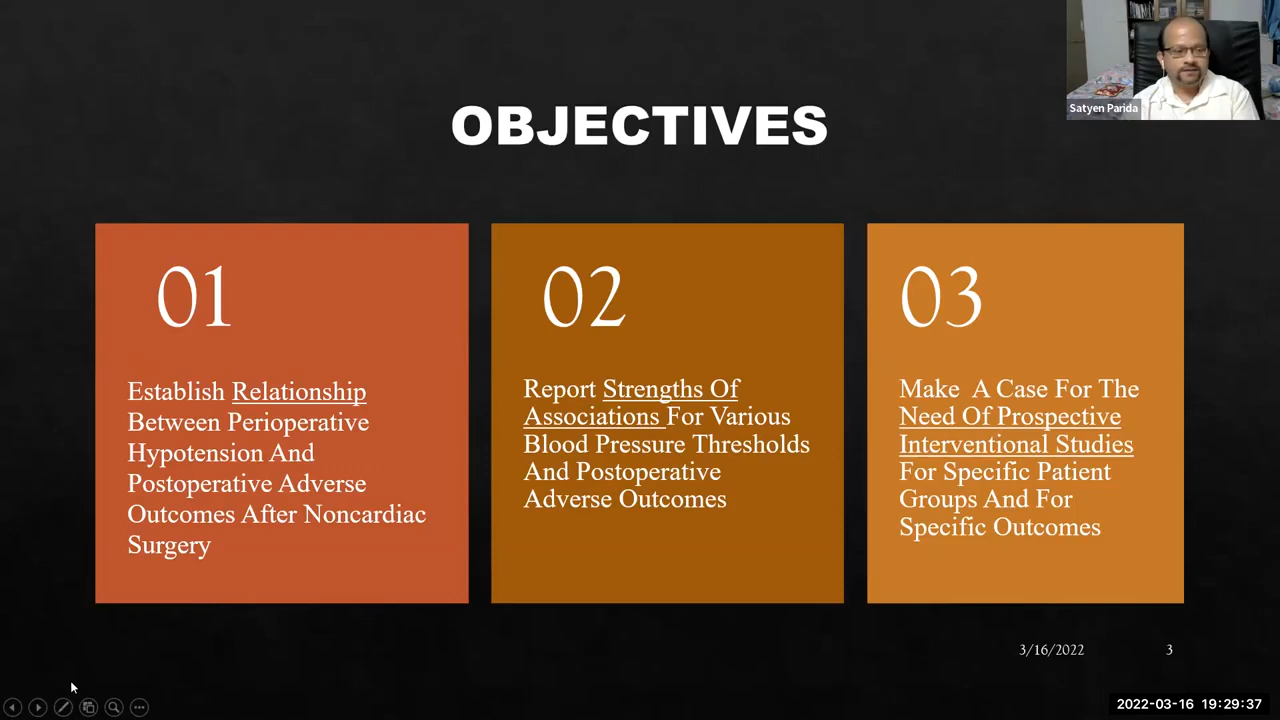 Satyen Parida
OBJECTIVES
01
Establish Relationship
Between Perioperative
Hypotension And
Postoperative Adverse
Outcomes After Noncardiac
Surgery
02
Report Strengths Of
Associations For Various
Blood Pressure Thresholds
And Postoperative
Adverse Outcomes
03
Make  A Case For The
Need Of Prospective
Interventional Studies
For Specific Patient
Groups And For
Specific Outcomes
3/16/2022
3
2022-03-16 19:29:37